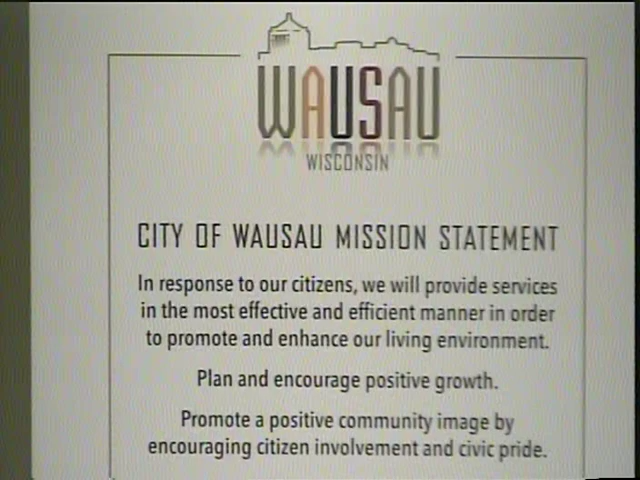 WAUSAU
WISCONSIN
CITY OF WAUSAU MISSION STATEMENT
In response to our citizens, we will provide services
in the most effective and efficient manner in order
to promote and enhance our living environment.
Plan and encourage positive growth.
Promote a positive community image by
encouraging citizen involvement and civic pride.